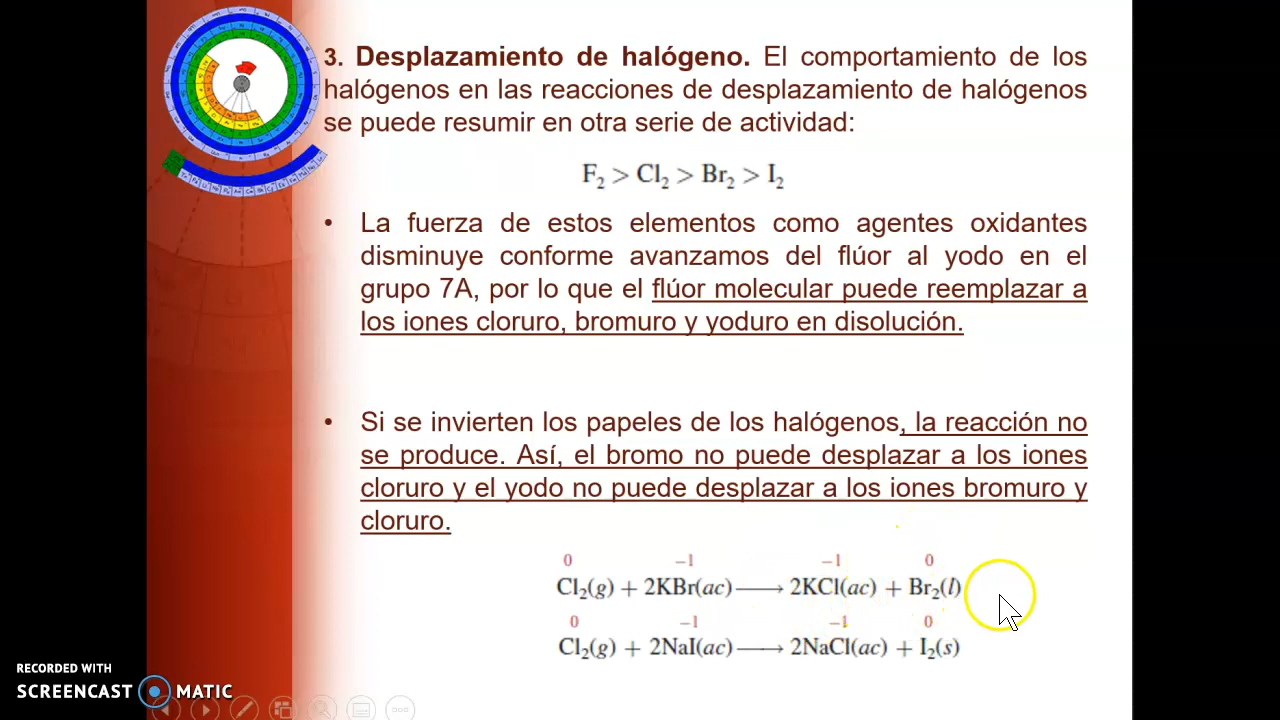 3. Desplazamiento de halógeno. El comportamiento de los
halógenos en las reacciones de desplazamiento de halógenos
se puede resumir en otra serie de actividad:
F₂ > Cl₂ > Br₂ > I₂
• La fuerza de estos elementos como agentes oxidantes
disminuye conforme avanzamos del flúor al yodo en el
grupo 7A, por lo que el flúor molecular puede reemplazar a
los iones cloruro, bromuro y yoduro en disolución.
• Si se invierten los papeles de los halógenos, la reacción no
se produce. Así, el bromo no puede desplazar a los iones
cloruro y el yodo no puede desplazar a los iones bromuro y
cloruro.
0 −1 −1 0
Cl₂(g) + 2KBr(ac) ⟶ 2KCl(ac) + Br₂(l)
0 −1 −1 0
Cl₂(g) + 2NaI(ac) ⟶ 2NaCl(ac) + I₂(s)
RECORDED WITH
SCREENCAST MATIC